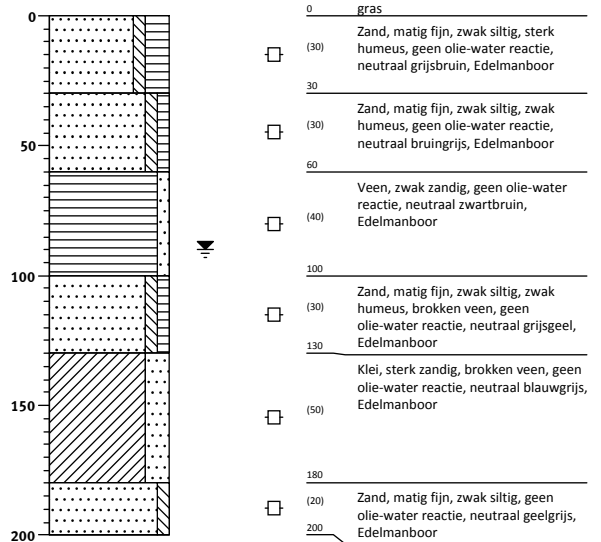 0
50
100
150
200
0 gras
(30) Zand, matig fijn, zwak siltig, sterk
humeus, geen olie-water reactie,
neutraal grijsbruin, Edelmanboor
30
(30) Zand, matig fijn, zwak siltig, zwak
humeus, geen olie-water reactie,
neutraal bruingrijs, Edelmanboor
60
Veen, zwak zandig, geen olie-water
reactie, neutraal zwartbruin,
(40) Edelmanboor
100
Zand, matig fijn, zwak siltig, zwak
(30) humeus, brokken veen, geen
olie-water reactie, neutraal grijsgeel,
Edelmanboor
130
Klei, sterk zandig, brokken veen, geen
olie-water reactie, neutraal blauwgrijs,
Edelmanboor
(50)
180
(20) Zand, matig fijn, zwak siltig, geen
olie-water reactie, neutraal geelgrijs,
200 Edelmanboor